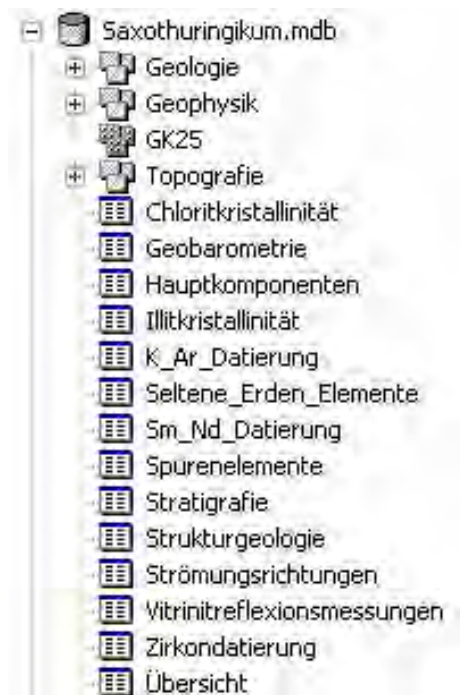 Saxothuringikum.mdb
Geologie
Geophysik
GK25
Topografie
Chloritkristallinität
Geobarometrie
Hauptkomponenten
Illitkristallinität
K_Ar_Datierung
Seltene_Erden_Elemente
Sm_Nd_Datierung
Spurenelemente
Stratigrafie
Strukturgeologie
Strömungsrichtungen
Vitrinitreflexionsmessungen
Zirkondatierung
Übersicht